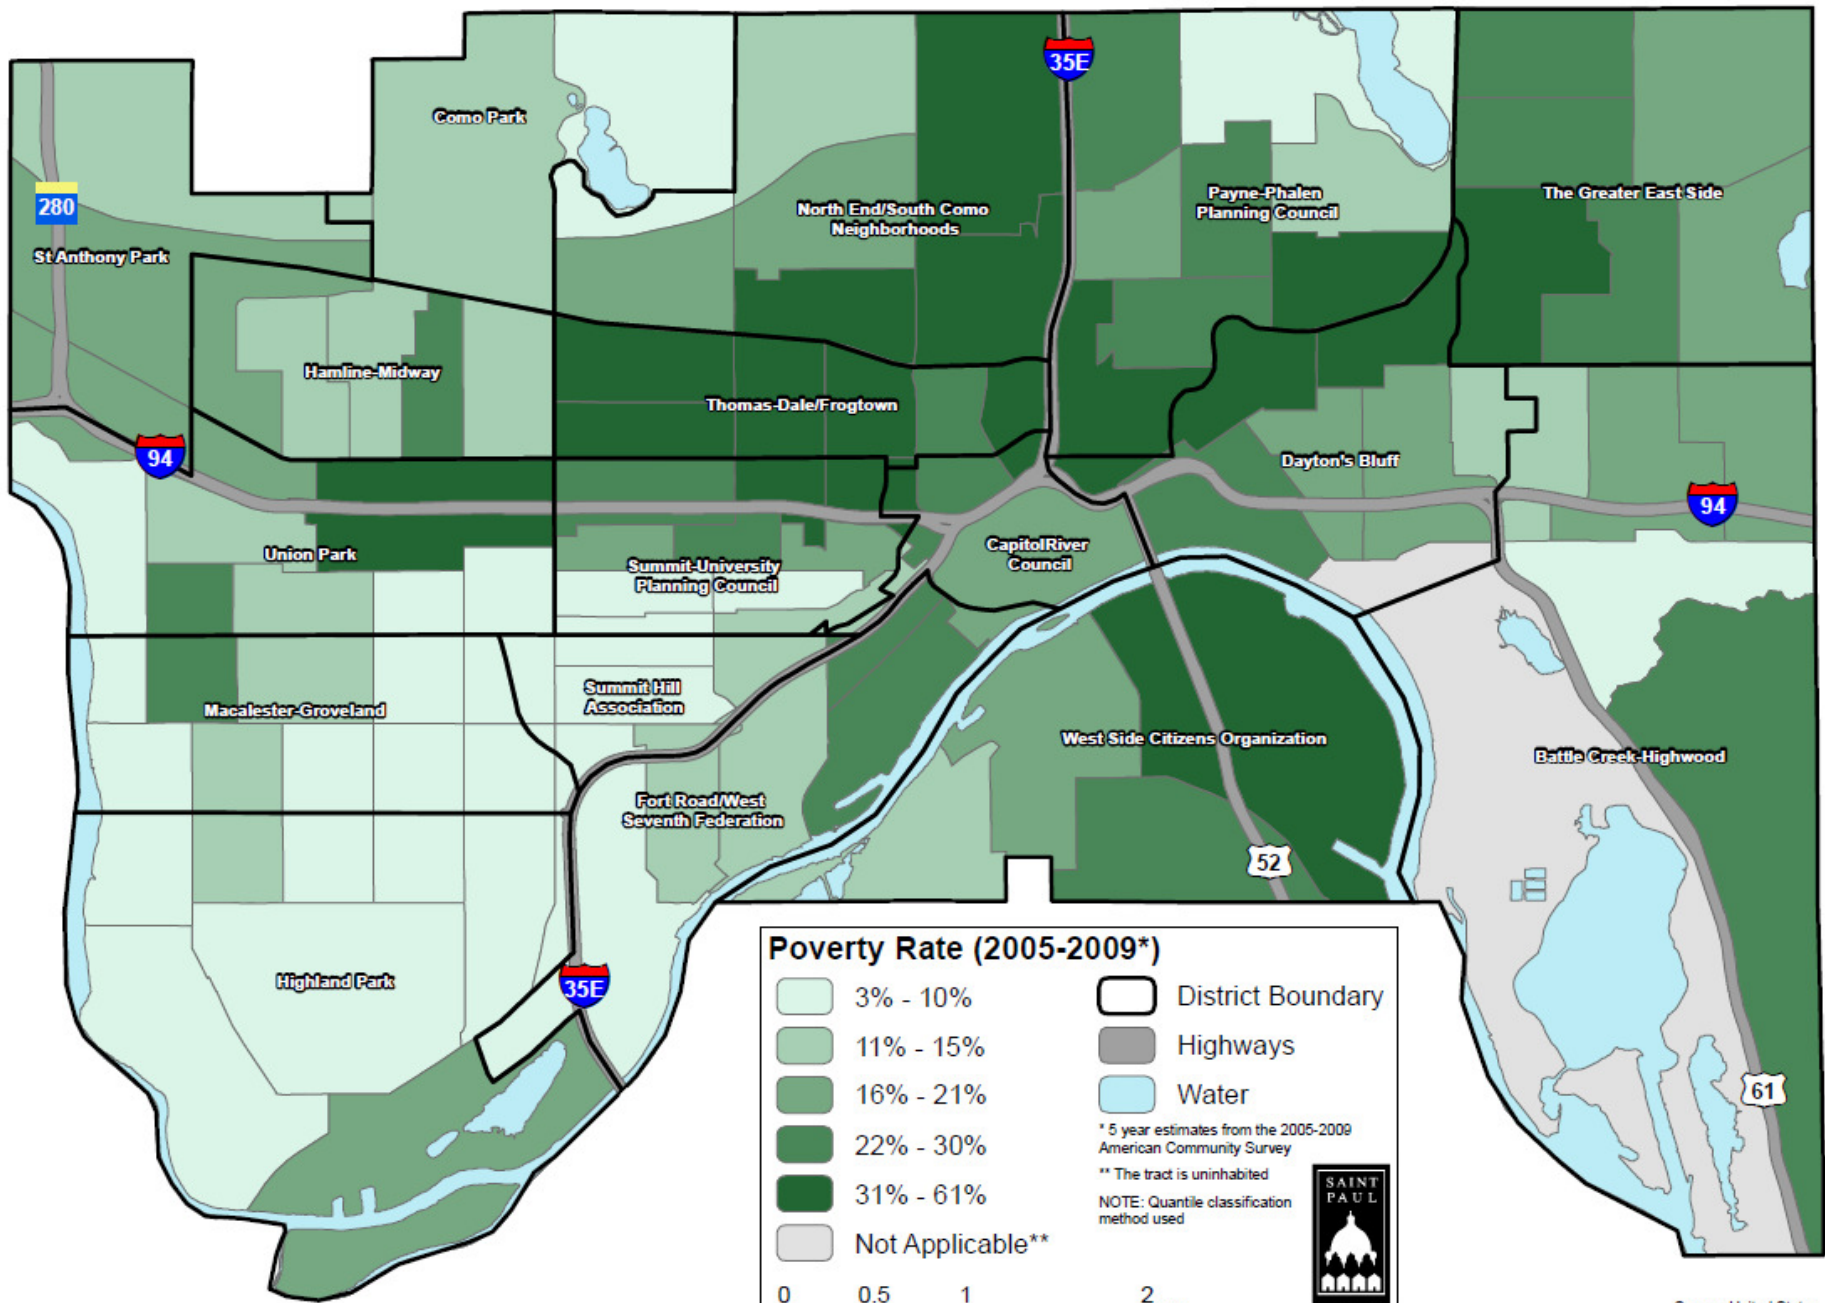 35E
Como Park
280
North End/South Como
Neighborhoods
Payne-Phalen
Planning Council
The Greater East Side
St Anthony Park
Hamline-Midway
Thomas-Dale/Frogtown
94
Dayton's Bluff
94
Union Park
CapitolRiver
Council
Summit-University
Planning Council
Summit Hill
Association
Macalester-Groveland
West Side Citizens Organization
Battle Creek-Highwood
Fort Road/West
Seventh Federation
52
Highland Park
35E
61
Poverty Rate (2005-2009*)
3% - 10%
11% - 15%
16% - 21%
22% - 30%
31% - 61%
Not Applicable**
District Boundary
Highways
Water
* 5 year estimates from the 2005-2009
American Community Survey
** The tract is uninhabited
NOTE: Quantile classification
method used
SAINT
PAUL
0 0.5 1 2